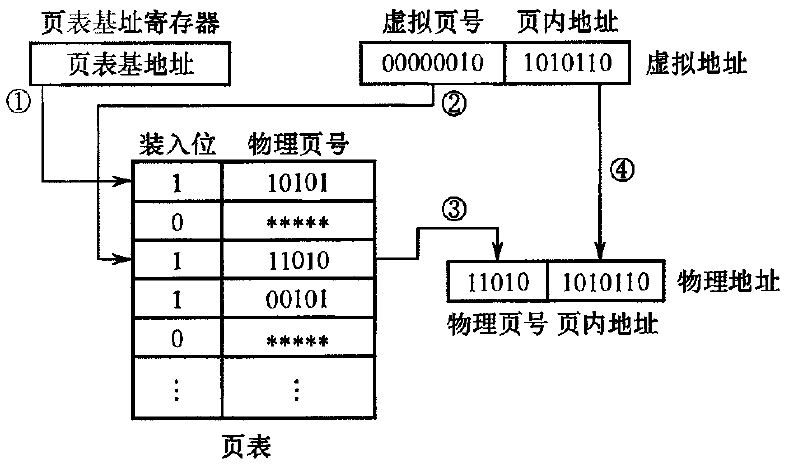 页表基址寄存器
虚拟页号 页内地址
页表基地址
00000010 1010110 虚拟地址
① ②
装入位 物理页号
1 10101
④
0 *****
③
1 11010
11010 1010110 物理地址
1 00101
物理页号 页内地址
0 *****
⋮ ⋮
页表